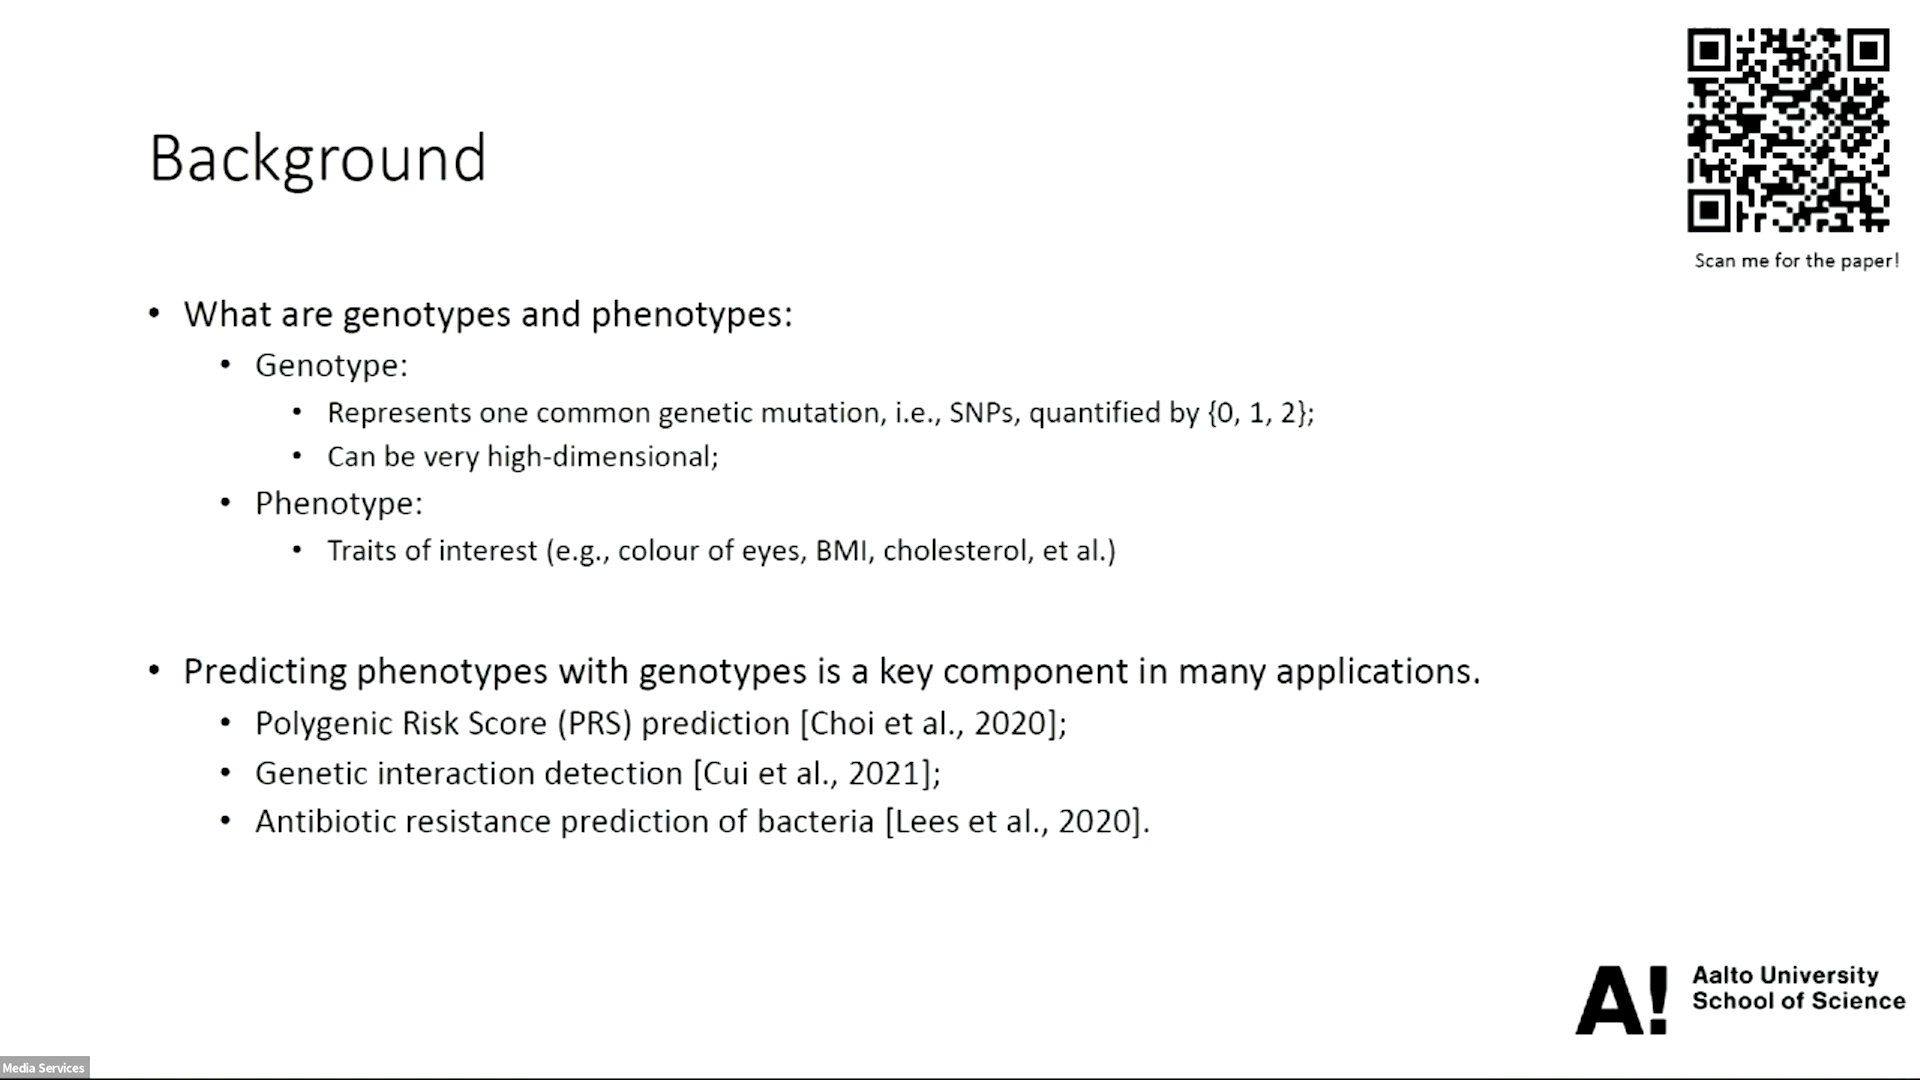 Background
Scan me for the paper!
• What are genotypes and phenotypes:
• Genotype:
• Represents one common genetic mutation, i.e., SNPs, quantified by {0, 1, 2};
• Can be very high-dimensional;
• Phenotype:
• Traits of interest (e.g., colour of eyes, BMI, cholesterol, et al.)
• Predicting phenotypes with genotypes is a key component in many applications.
• Polygenic Risk Score (PRS) prediction [Choi et al., 2020];
• Genetic interaction detection [Cui et al., 2021];
• Antibiotic resistance prediction of bacteria [Lees et al., 2020].
A!
Aalto University
School of Science
Media Services